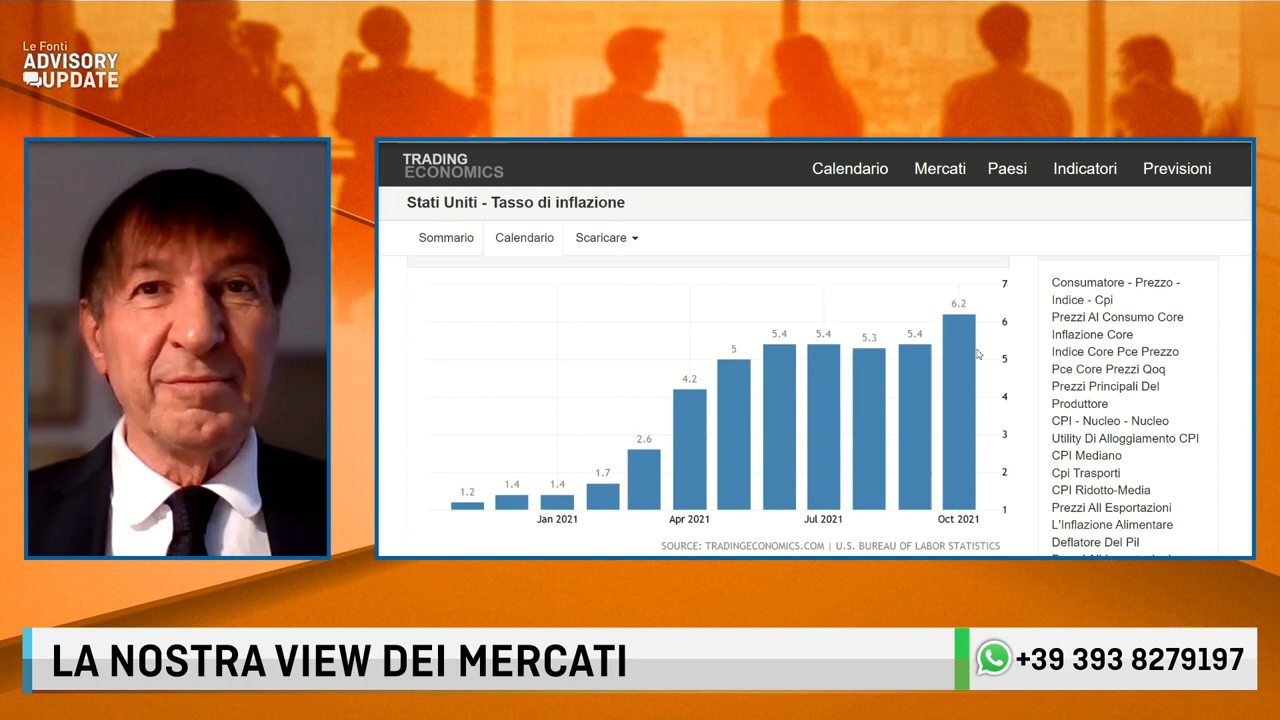 Le Fonti
ADVISORY
UPDATE
TRADING
ECONOMICS
Calendario Mercati Paesi Indicatori Previsioni
Stati Uniti - Tasso di inflazione
Sommario Calendario Scaricare
7
6
5
4
3
2
1
1.2 1.4 1.4 1.7 2.6 4.2 5 5.4 5.4 5.3 5.4 6.2
Jan 2021 Apr 2021 Jul 2021 Oct 2021
SOURCE: TRADINGECONOMICS.COM | U.S. BUREAU OF LABOR STATISTICS
Consumatore - Prezzo -
Indice - Cpi
Prezzi Al Consumo Core
Inflazione Core
Indice Core Pce Prezzo
Pce Core Prezzi Qoq
Prezzi Principali Del
Produttore
CPI - Nucleo - Nucleo
Utility Di Alloggiamento CPI
CPI Mediano
Cpi Trasporti
CPI Ridotto-Media
Prezzi All Esportazioni
L'Inflazione Alimentare
Deflatore Del Pil
LA NOSTRA VIEW DEI MERCATI
+39 393 8279197